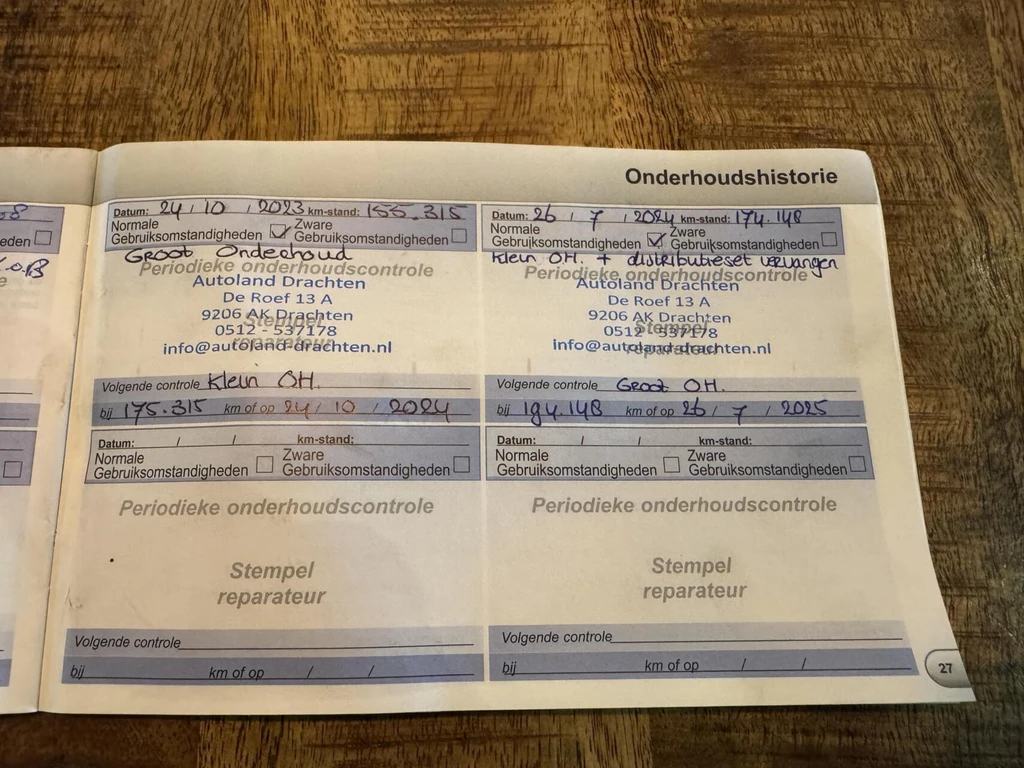 Onderhoudshistorie
Datum: 24 / 10 / 2023 km-stand: 155.315
Normale Gebruiksomstandigheden ☑ Zware Gebruiksomstandigheden ☐
Groot Onderhoud
Periodieke onderhoudscontrole
Autoland Drachten
De Roef 13 A
9206 AK Drachten
Stempel
0512 - 537178
reparateur
info@autoland-drachten.nl
Volgende controle Klein OH.
bij 175.315 km of op 24 / 10 / 2024
Datum: 26 / 7 / 2024 km-stand: 174.148
Normale Gebruiksomstandigheden ☑ Zware Gebruiksomstandigheden ☐
Klein OH. + distributieset vervangen
Periodieke onderhoudscontrole
Autoland Drachten
De Roef 13 A
9206 AK Drachten
Stempel
0512 - 537178
reparateur
info@autoland-drachten.nl
Volgende controle Groot OH.
bij 194.148 km of op 26 / 7 / 2025
Datum: / / km-stand:
Normale Gebruiksomstandigheden ☐ Zware Gebruiksomstandigheden ☐
Periodieke onderhoudscontrole
Stempel
reparateur
Volgende controle
bij km of op / /
Datum: / / km-stand:
Normale Gebruiksomstandigheden ☐ Zware Gebruiksomstandigheden ☐
Periodieke onderhoudscontrole
Stempel
reparateur
Volgende controle
bij km of op / /
27